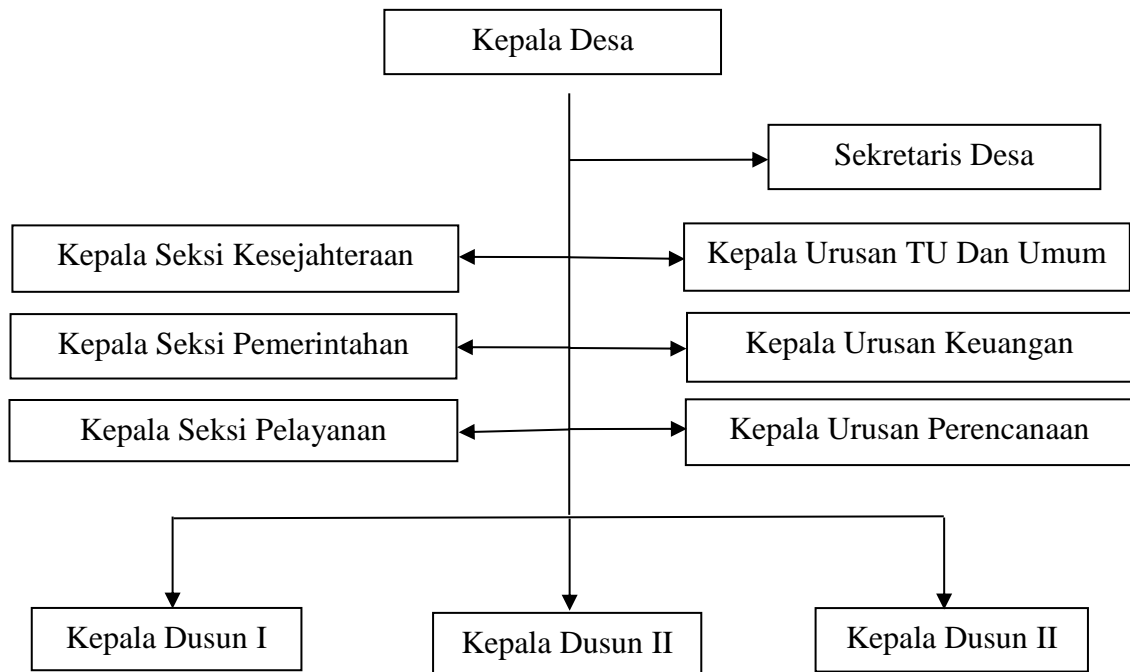 Kepala Desa
Sekretaris Desa
Kepala Seksi Kesejahteraan
Kepala Urusan TU Dan Umum
Kepala Seksi Pemerintahan
Kepala Urusan Keuangan
Kepala Seksi Pelayanan
Kepala Urusan Perencanaan
Kepala Dusun I
Kepala Dusun II
Kepala Dusun II